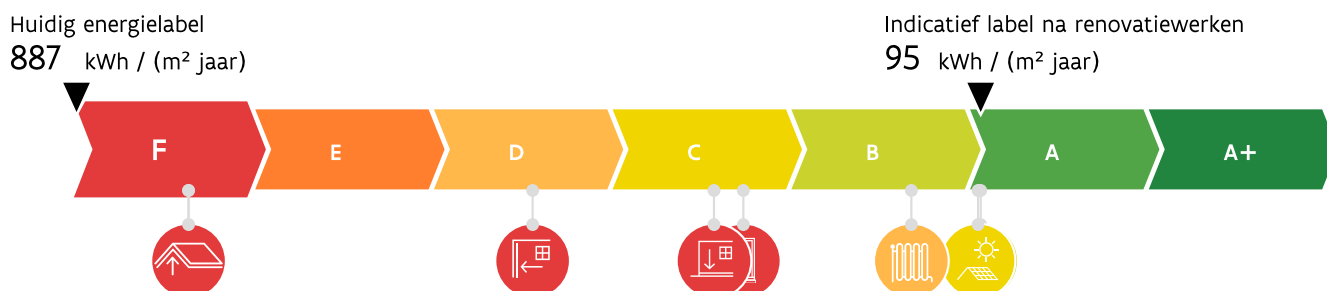 Huidig energielabel
887 kWh / (m² jaar)
Indicatief label na renovatiewerken
95 kWh / (m² jaar)
F E D C B A A+